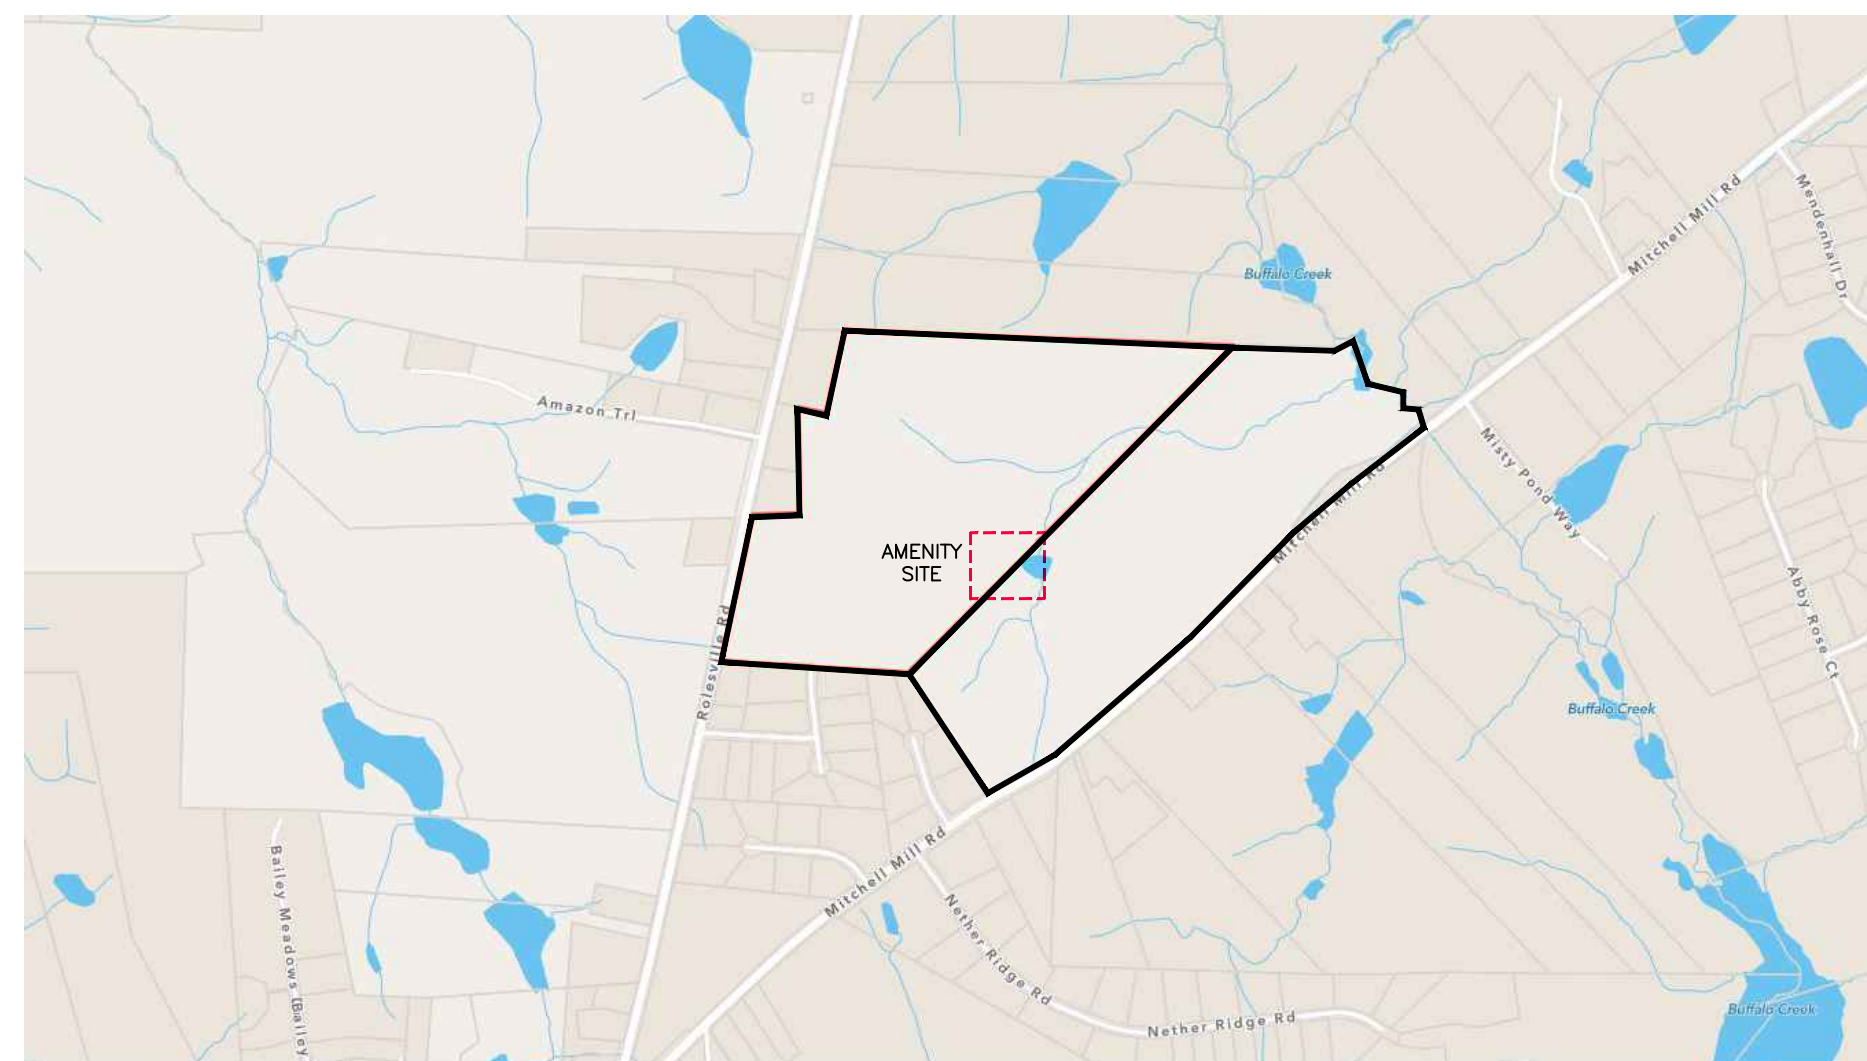 Mendenhall Dr
Mitchell Mill Rd
Buffalo Creek
Amazon Trl
Misty Pond Way
Mitchell Mill Rd
AMENITY
SITE
Abby Rose Ct
Rolesville Rd
Buffalo Creek
Mitchell Mill Rd
Bailey Meadows
Nether Ridge Rd
Buffalo Creek
Nether Ridge Rd
Bailey